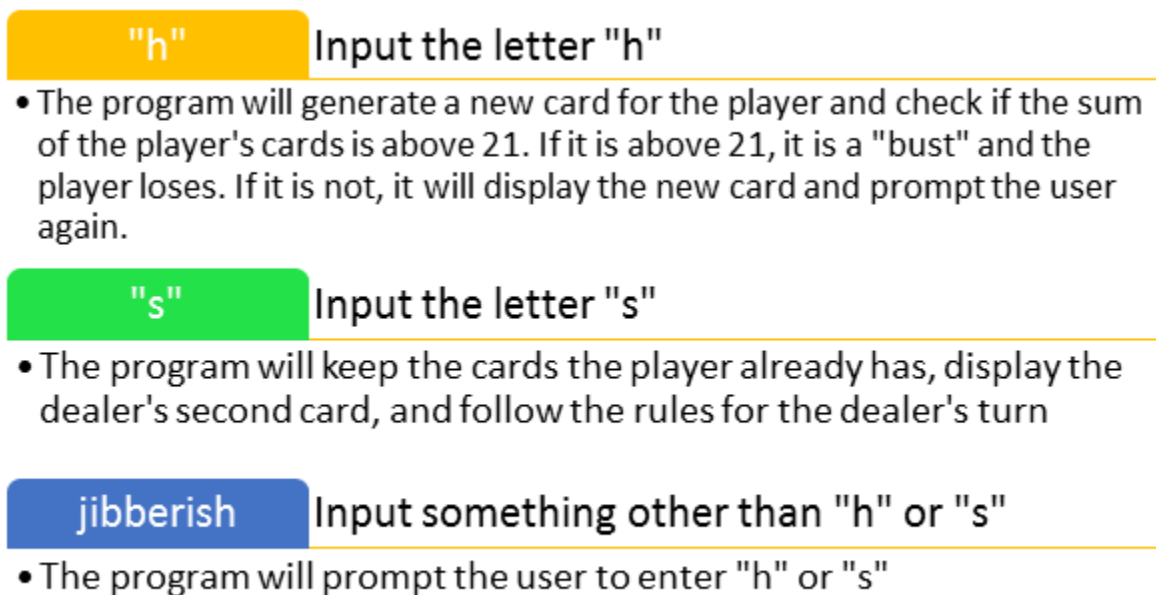 "h" Input the letter "h"
• The program will generate a new card for the player and check if the sum
of the player's cards is above 21. If it is above 21, it is a "bust" and the
player loses. If it is not, it will display the new card and prompt the user
again.
"s" Input the letter "s"
• The program will keep the cards the player already has, display the
dealer's second card, and follow the rules for the dealer's turn
jibberish Input something other than "h" or "s"
• The program will prompt the user to enter "h" or "s"